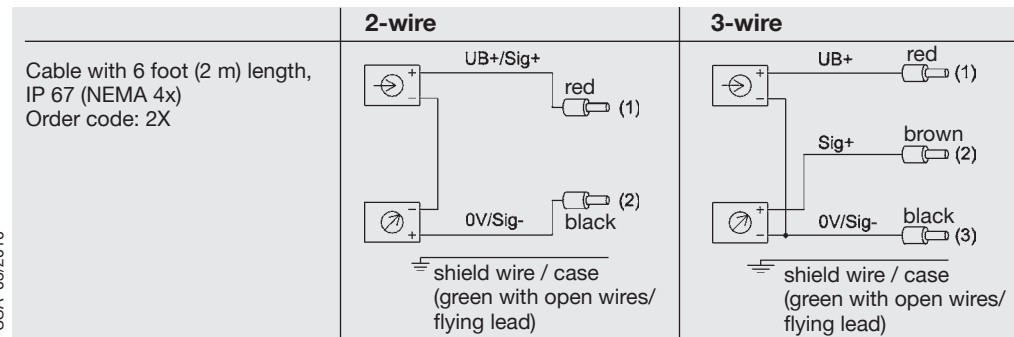 2-wire
3-wire
Cable with 6 foot (2 m) length,
IP 67 (NEMA 4x)
Order code: 2X
UB+/Sig+
red
(1)
+
−
−
+
(2)
0V/Sig-
black
shield wire / case
(green with open wires/
flying lead)
UB+
red
(1)
+
−
Sig+
brown
(2)
+
−
0V/Sig-
black
(3)
shield wire / case
(green with open wires/
flying lead)